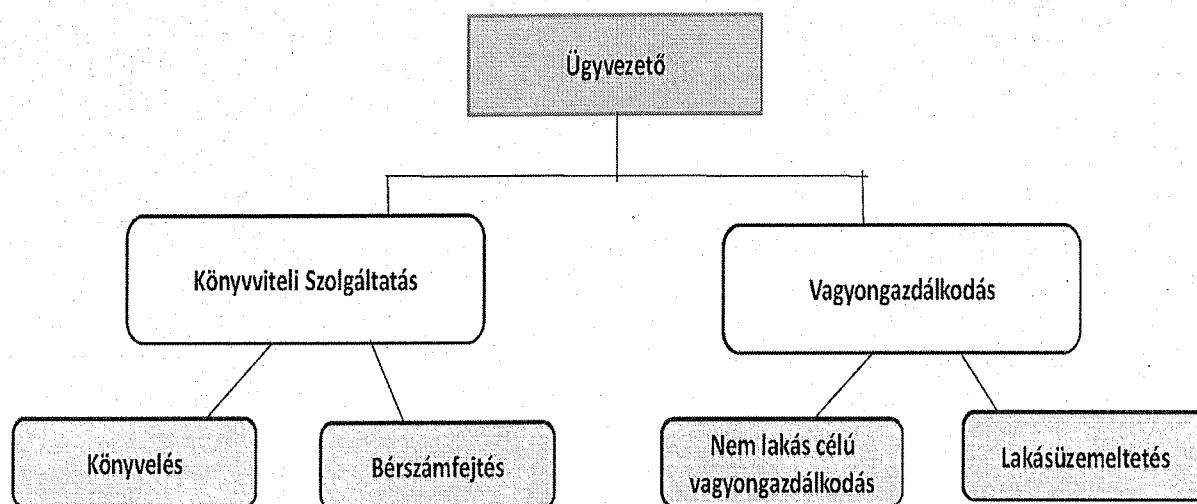 Ügyvezető
Könyvviteli Szolgáltatás
Vagyongazdálkodás
Könyvelés
Bérszámfejtés
Nem lakás célú
vagyongazdálkodás
Lakásüzemeltetés